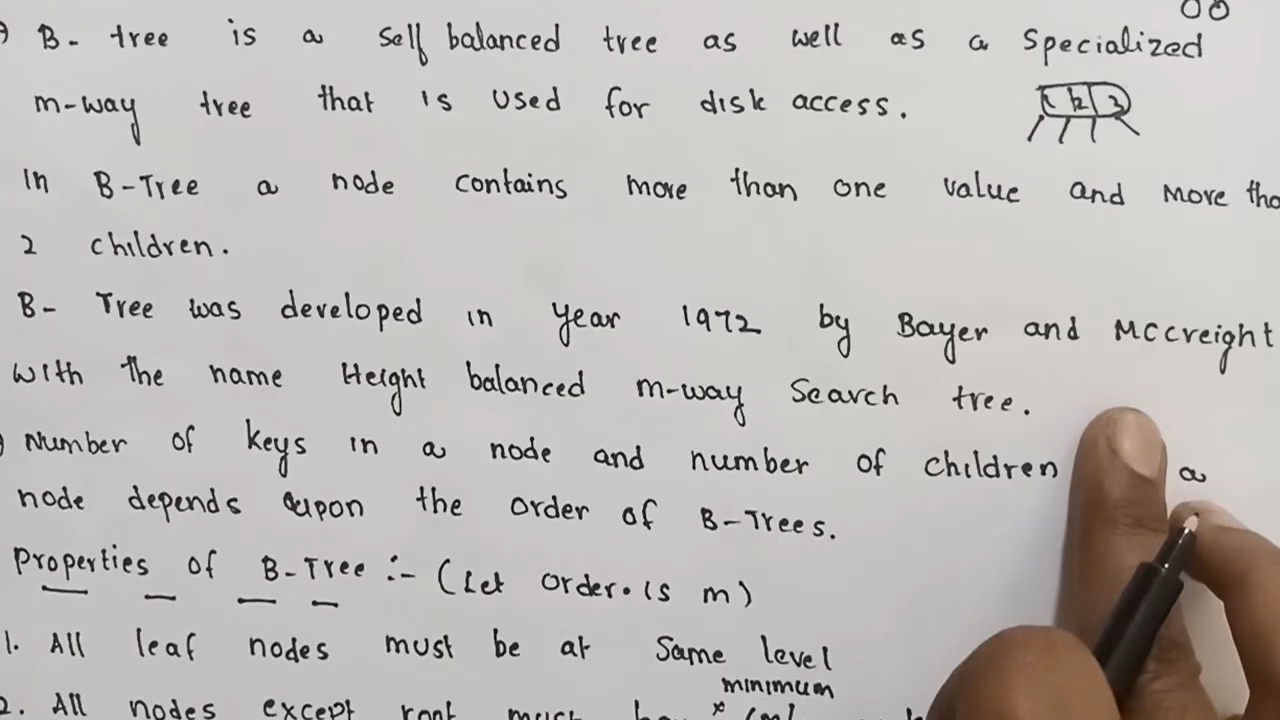 B- tree is a self balanced tree as well as a specialized
m-way tree that is used for disk access.
1 2 3
In B-Tree a node contains more than one value and more tha
2 children.
B- Tree was developed in year 1972 by Bayer and McCreight
with the name Height balanced m-way search tree.
Number of keys in a node and number of children a
node depends upon the order of B-Trees.
Properties of B-Tree :- (Let order is m)
1. All leaf nodes must be at same level
minimum
2. All nodes except root must